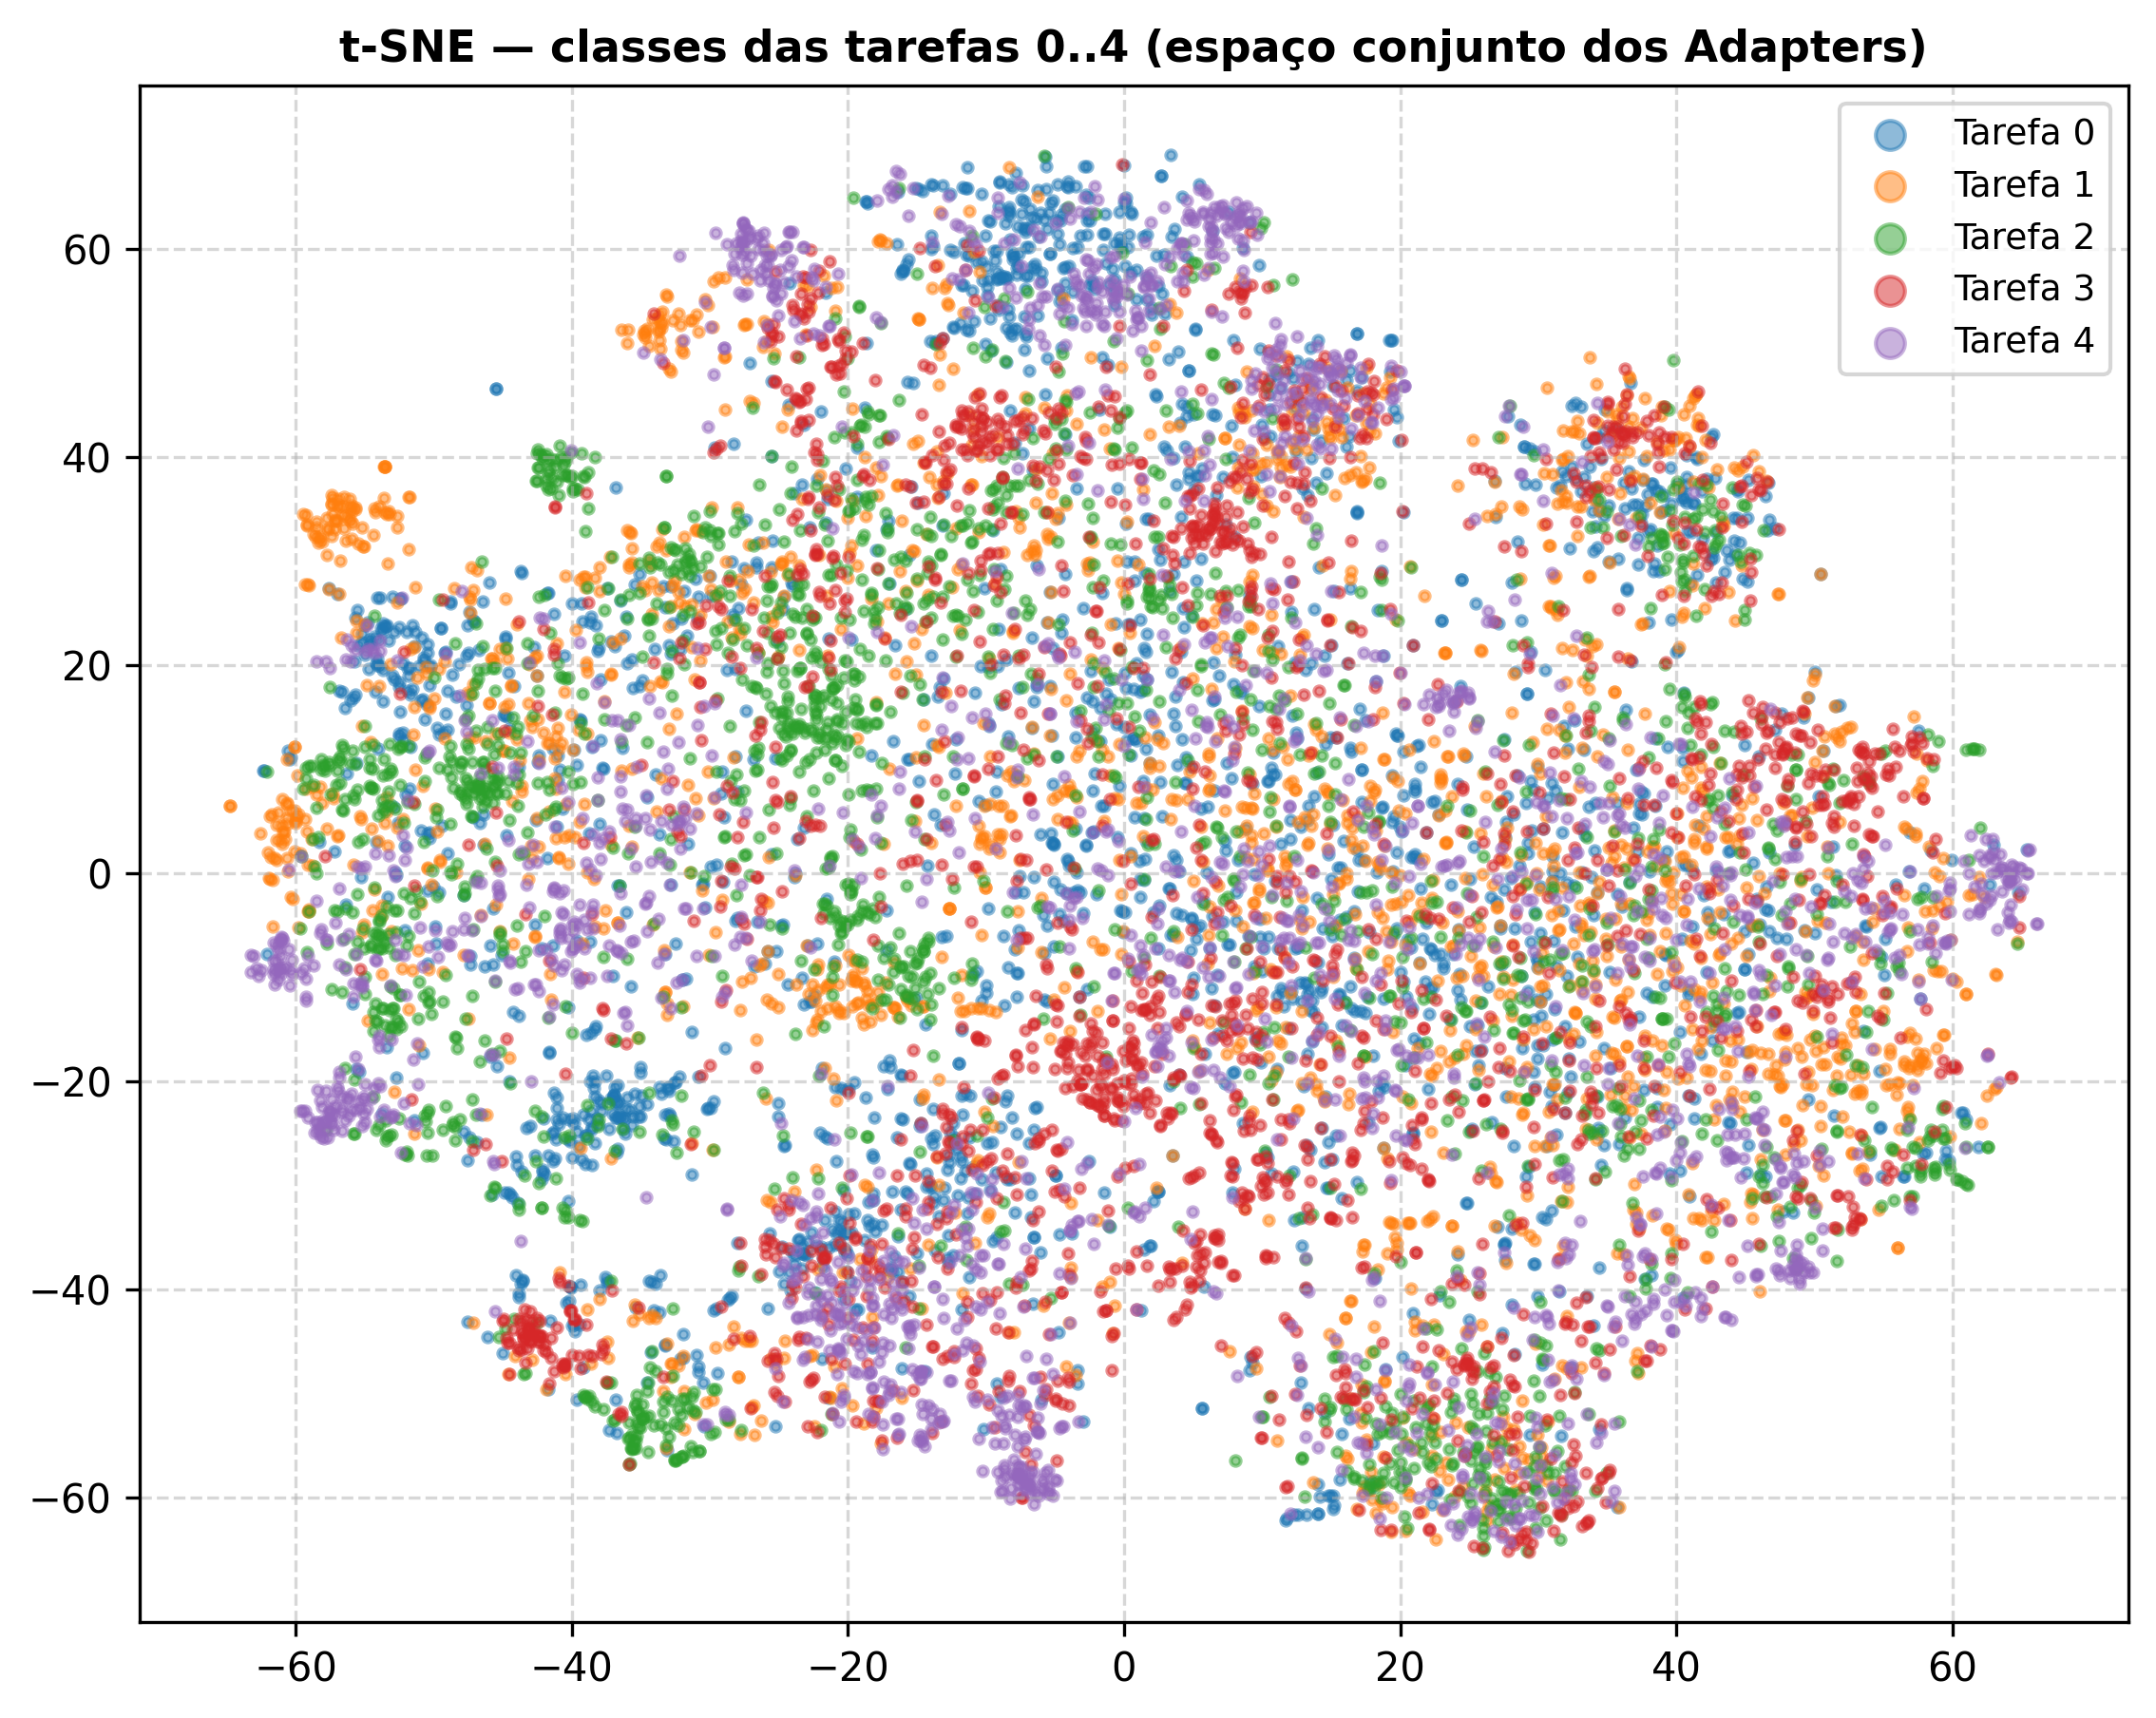 t-SNE — classes das tarefas 0..4 (espaço conjunto dos Adapters)
Tarefa 0
Tarefa 1
Tarefa 2
Tarefa 3
Tarefa 4
60
40
20
0
−20
−40
−60
−60 −40 −20 0 20 40 60